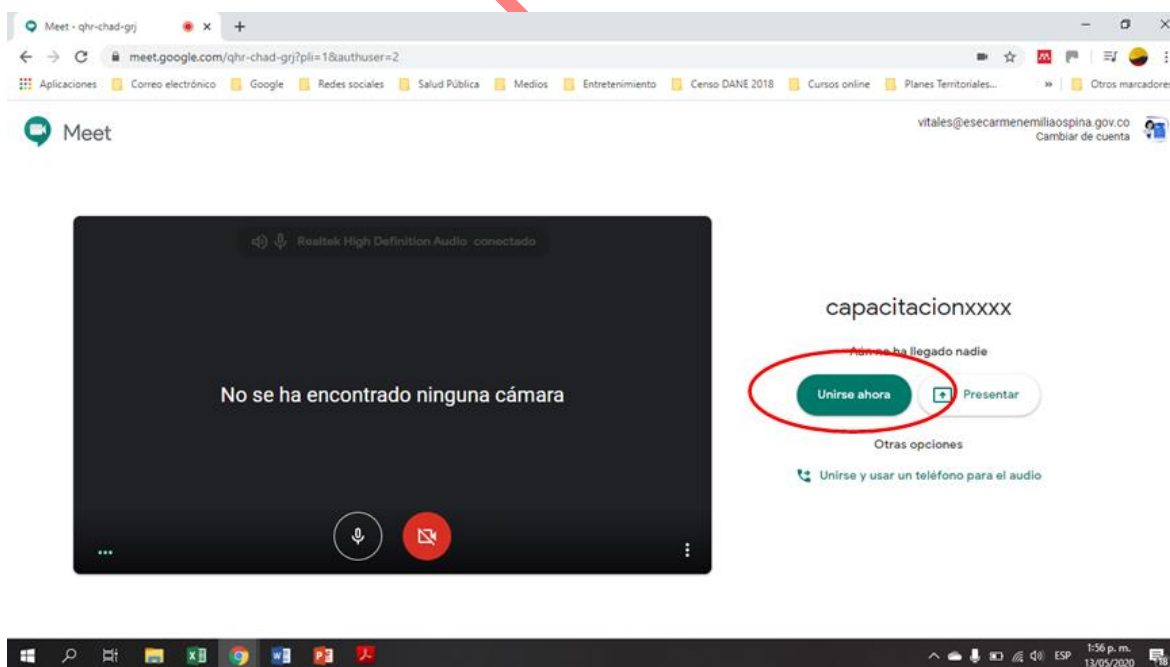 Meet - qhr-chad-grj
meet.google.com/qhr-chad-grj?pli=1&authuser=2
Aplicaciones Correo electrónico Google Redes sociales Salud Pública Medios Entretenimiento Censo DANE 2018 Cursos online Planes Territoriales... » Otros marcadores
Meet
vitales@esecarmenemiliaospina.gov.co
Cambiar de cuenta
Realtek High Definition Audio conectado
No se ha encontrado ninguna cámara
capacitacionxxxx
Aún no ha llegado nadie
Unirse ahora
Presentar
Otras opciones
Unirse y usar un teléfono para el audio
ESP
1:56 p. m.
13/05/2020